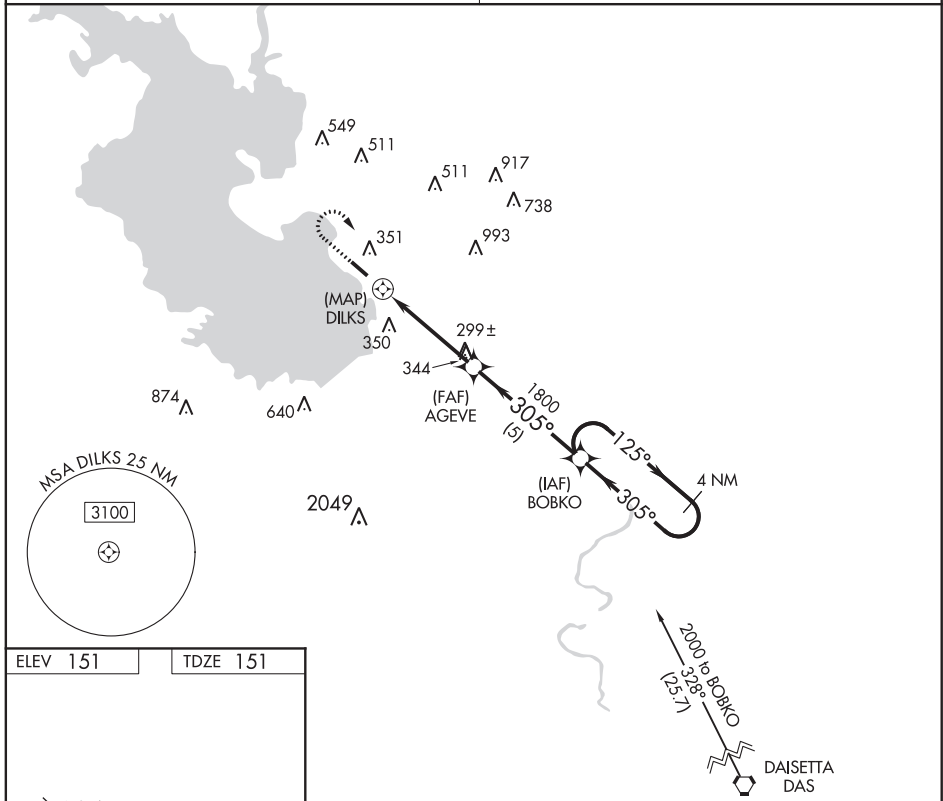 549
511
511
917
738
351
993
(MAP)
DILKS
350
299±
344
(FAF)
AGEVE
1800
305°
(5)
874
640
125°
4 NM
(IAF)
BOBKO
305°
MSA DILKS 25 NM
3100
2049
2000 to BOBKO
328°
(25.7)
ELEV 151
TDZE 151
DAISETTA
DAS